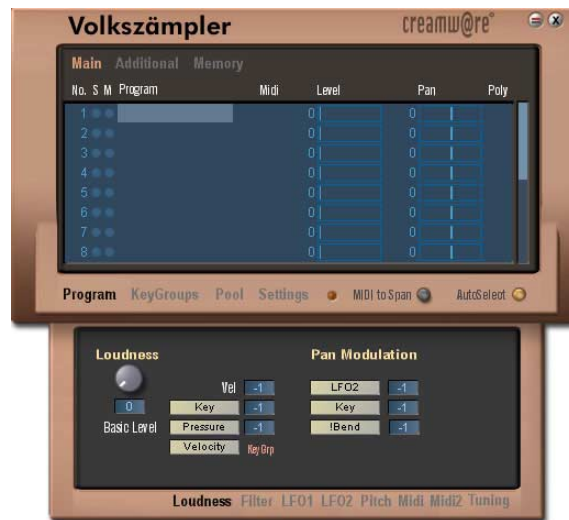 Volkszämpler creamw@re®
Main Additional Memory
No. S M Program Midi Level Pan Poly
1 0 0
2 0 0
3 0 0
4 0 0
5 0 0
6 0 0
7 0 0
8 0 0
Program KeyGroups Pool Settings MIDI to Span AutoSelect
Loudness Pan Modulation
Vel -1 LFO2 -1
0 Key -1 Key -1
Basic Level Pressure -1 !Bend -1
Velocity KeyGrp
Loudness Filter LFO1 LFO2 Pitch Midi Midi2 Tuning